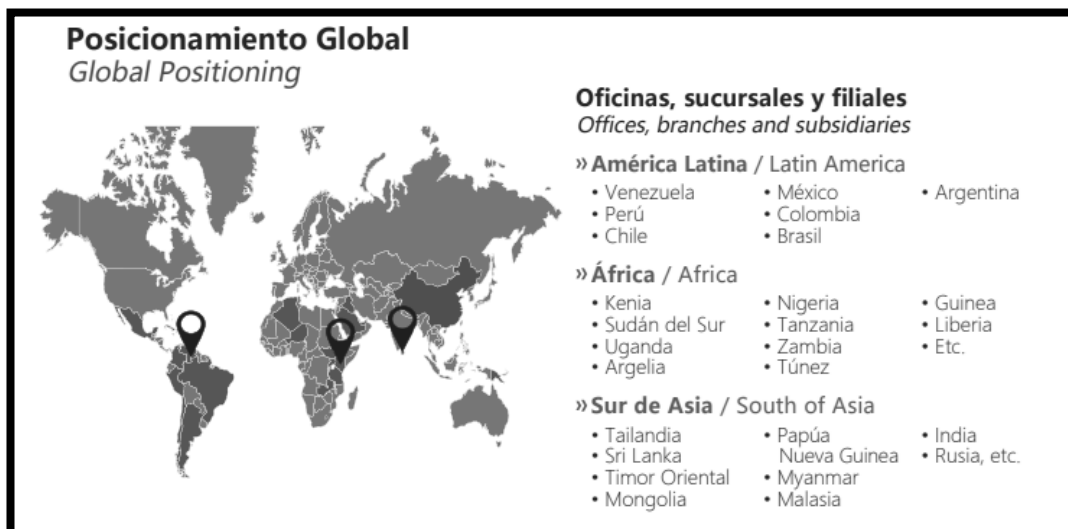 Posicionamiento Global
Global Positioning
Oficinas, sucursales y filiales
Offices, branches and subsidiaries
» América Latina / Latin America
• Venezuela • México • Argentina
• Perú • Colombia
• Chile • Brasil
» África / Africa
• Kenia • Nigeria • Guinea
• Sudán del Sur • Tanzania • Liberia
• Uganda • Zambia • Etc.
• Argelia • Túnez
» Sur de Asia / South of Asia
• Tailandia • Papúa • India
• Sri Lanka Nueva Guinea • Rusia, etc.
• Timor Oriental • Myanmar
• Mongolia • Malasia